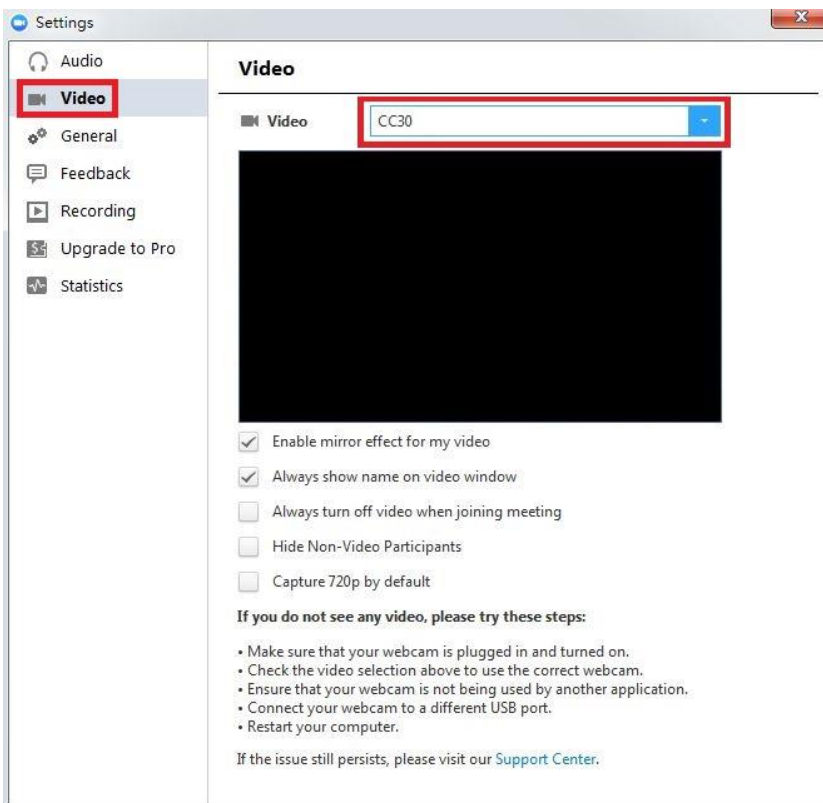 Settings
Audio
Video
General
Feedback
Recording
Upgrade to Pro
Statistics
Video
Video
CC30
Enable mirror effect for my video
Always show name on video window
Always turn off video when joining meeting
Hide Non-Video Participants
Capture 720p by default
If you do not see any video, please try these steps:
• Make sure that your webcam is plugged in and turned on.
• Check the video selection above to use the correct webcam.
• Ensure that your webcam is not being used by another application.
• Connect your webcam to a different USB port.
• Restart your computer.
If the issue still persists, please visit our Support Center.